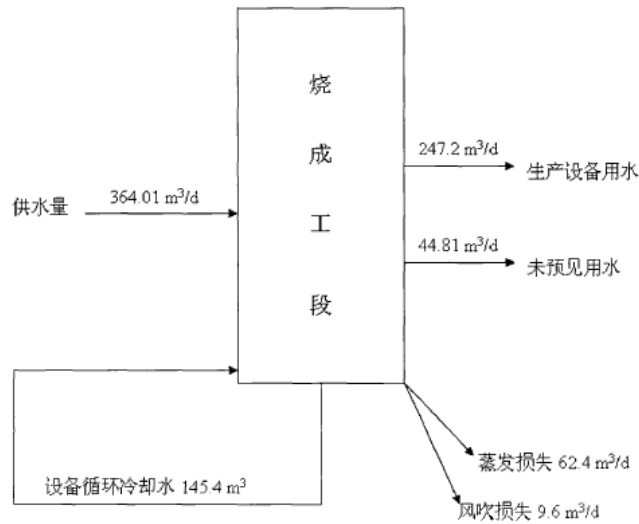 烧
成
工
段
供水量
364.01 m³/d
247.2 m³/d
生产设备用水
44.81 m³/d
未预见用水
设备循环冷却水 145.4 m³
蒸发损失 62.4 m³/d
风吹损失 9.6 m³/d